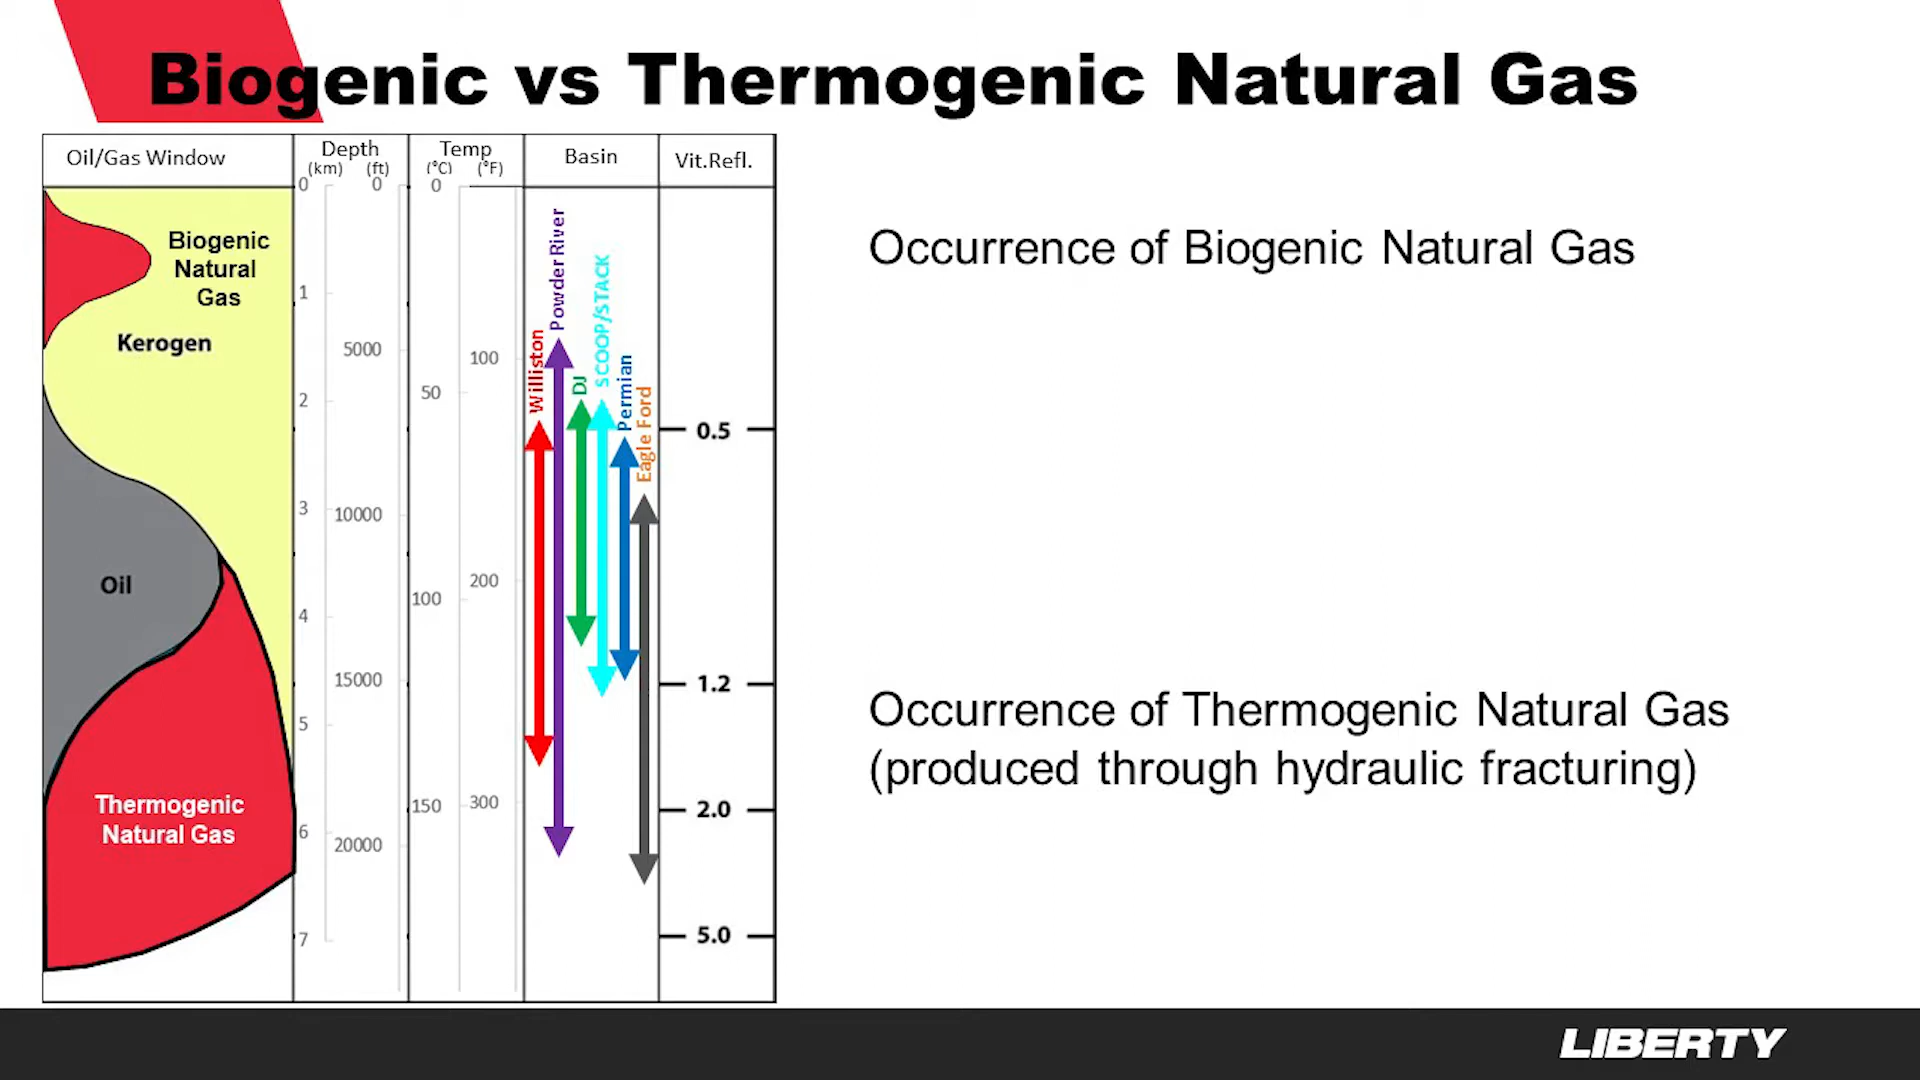 Biogenic vs Thermogenic Natural Gas
Oil/Gas Window
Depth
(km) (ft)
Temp
(°C) (°F)
Basin
Vit.Refl.
0
0
0
Biogenic
Natural
Gas
Kerogen
1
5000
2
3
10000
4
15000
5
6
20000
7
Oil
Thermogenic
Natural Gas
50
100
150
100
200
300
Williston
Powder River
DJ
SCOOP/STACK
Permian
Eagle Ford
0.5
1.2
2.0
5.0
Occurrence of Biogenic Natural Gas
Occurrence of Thermogenic Natural Gas
(produced through hydraulic fracturing)
LIBERTY